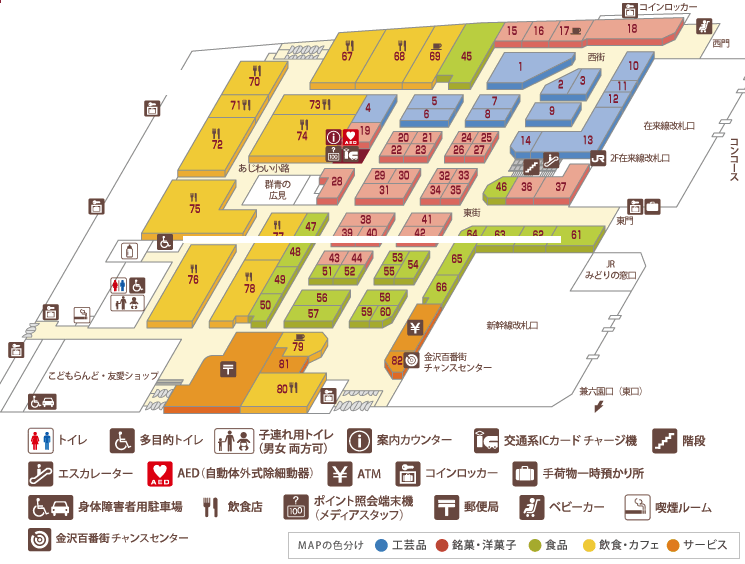 コインロッカー
15 16 17 18
西門
67 68 69 45
西街
1
10
70
2 3
11
71 73 4 5 7 12
6 8 9
72 74 19 14 13
在来線改札口
コンコース
100
AED
20 21 24 25
22 23 26 27
JR
2F在来線改札口
あじわい小路
群青の
広見
28 29 30 32 33
31 34 35
46 36 37
75
東街
東門
47 38 41
77 39 40 42
64 63 62 61
76 48 43 44 53 54 65
JR
みどりの窓口
78 49 51 52 55
50 56 58 66
57 59 60
新幹線改札口
79
81
82
金沢百番街
チャンスセンター
こどもらんど・友愛ショップ
80
兼六園口（東口）
トイレ
多目的トイレ
子連れ用トイレ
（男女 両方可）
案内カウンター
交通系ICカード チャージ機
階段
エスカレーター
AED
AED（自動体外式除細動器）
ATM
コインロッカー
手荷物一時預かり所
身体障害者用駐車場
飲食店
100
ポイント照会端末機
（メディアスタッフ）
郵便局
ベビーカー
喫煙ルーム
金沢百番街チャンスセンター
MAPの色分け
工芸品
銘菓・洋菓子
食品
飲食・カフェ
サービス